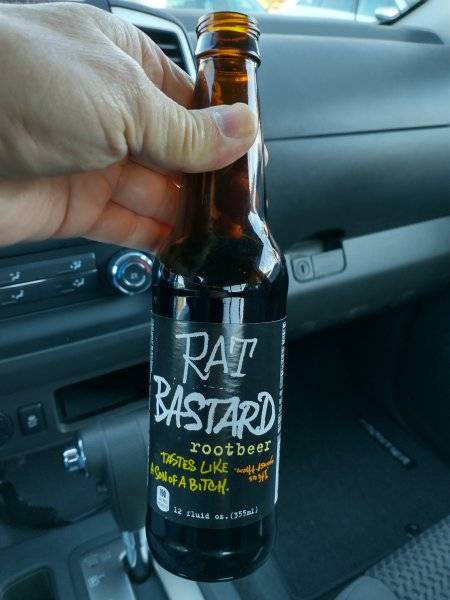 RAT
BASTARD
rootbeer
TASTES LIKE
A SON OF A BITCH.
12 fluid oz.(355ml)